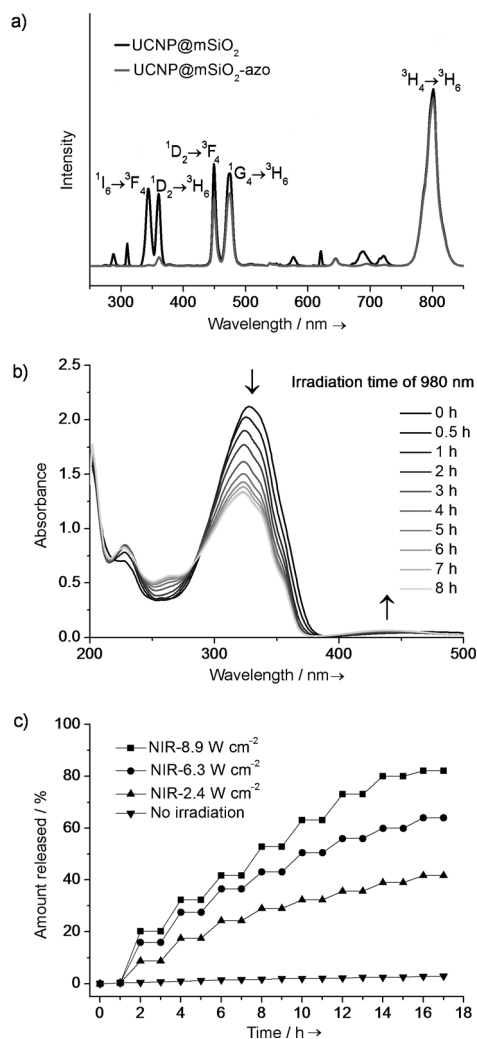 a)
UCNP@mSiO₂
UCNP@mSiO₂-azo
³H₄→³H₆
¹D₂→³F₄
¹I₆→³F₄ ¹D₂→³H₆ ¹G₄→³H₆
Intensity
300 400 500 600 700 800
Wavelength / nm →
b)
Irradiation time of 980 nm
0 h
0.5 h
1 h
2 h
3 h
4 h
5 h
6 h
7 h
8 h
2.5
2.0
1.5
1.0
0.5
0.0
Absorbance
200 300 400 500
Wavelength / nm→
c)
NIR-8.9 W cm⁻²
NIR-6.3 W cm⁻²
NIR-2.4 W cm⁻²
No irradiation
100
80
60
40
20
0
Amount released / %
0 2 4 6 8 10 12 14 16 18
Time / h →